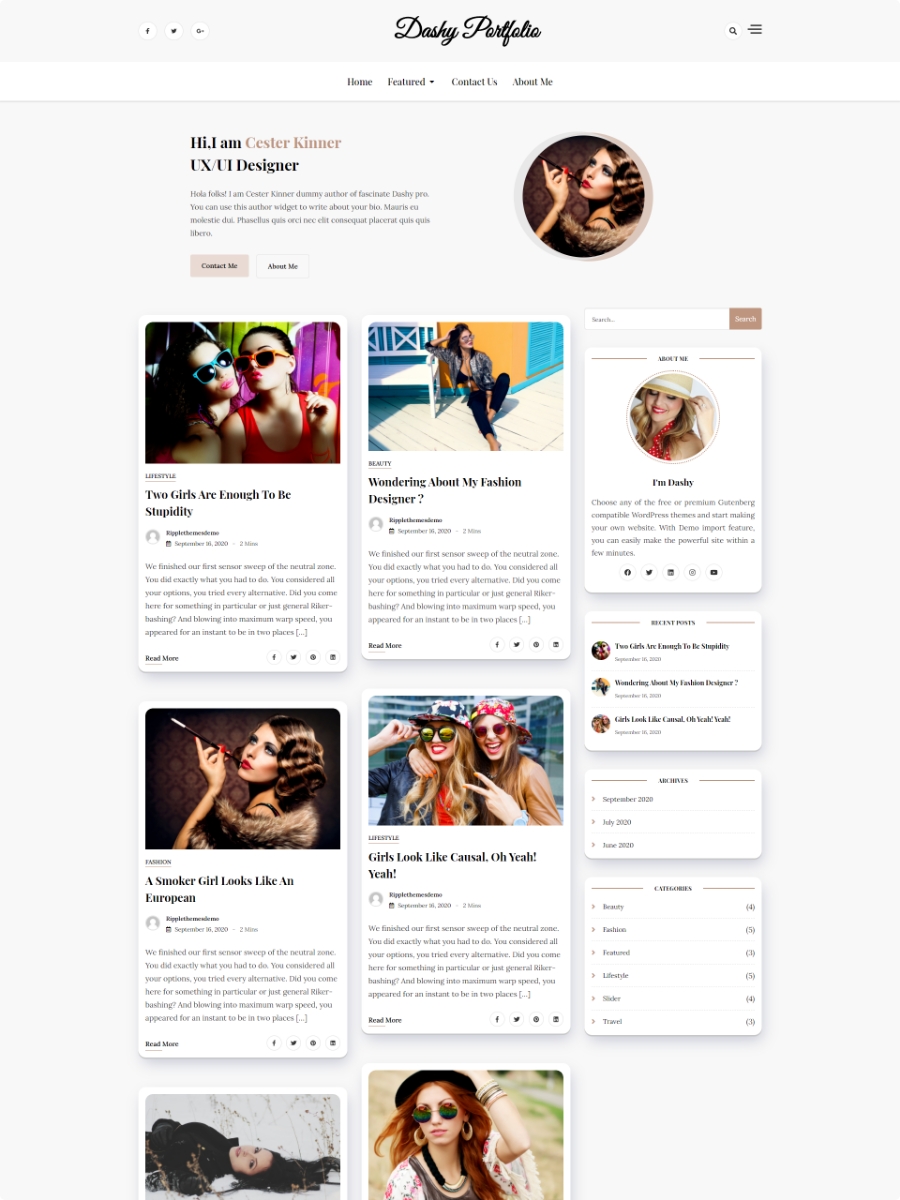 Dashy Portfolio
Home Featured Contact Us About Me
Hi,I am Cester Kinner
UX/UI Designer
Hola folks! I am Cester Kinner dummy author of fascinate Dashy pro.
You can use this author widget to write about your bio. Mauris eu
molestie dui. Phasellus quis orci nec elit consequat placerat quis quis
libero.
Contact Me About Me
LIFESTYLE
Two Girls Are Enough To Be
Stupidity
Ripplethemesdemo
September 16, 2020 - 2 Mins
We finished our first sensor sweep of the neutral zone.
You did exactly what you had to do. You considered all
your options, you tried every alternative. Did you come
here for something in particular or just general Riker-
bashing? And blowing into maximum warp speed, you
appeared for an instant to be in two places [...]
Read More
FASHION
A Smoker Girl Looks Like An
European
Ripplethemesdemo
September 16, 2020 - 2 Mins
We finished our first sensor sweep of the neutral zone.
You did exactly what you had to do. You considered all
your options, you tried every alternative. Did you come
here for something in particular or just general Riker-
bashing? And blowing into maximum warp speed, you
appeared for an instant to be in two places [...]
Read More
BEAUTY
Wondering About My Fashion
Designer ?
Ripplethemesdemo
September 16, 2020 - 2 Mins
We finished our first sensor sweep of the neutral zone.
You did exactly what you had to do. You considered all
your options, you tried every alternative. Did you come
here for something in particular or just general Riker-
bashing? And blowing into maximum warp speed, you
appeared for an instant to be in two places [...]
Read More
LIFESTYLE
Girls Look Like Causal, Oh Yeah!
Yeah!
Ripplethemesdemo
September 16, 2020 - 2 Mins
We finished our first sensor sweep of the neutral zone.
You did exactly what you had to do. You considered all
your options, you tried every alternative. Did you come
here for something in particular or just general Riker-
bashing? And blowing into maximum warp speed, you
appeared for an instant to be in two places [...]
Read More
Search... Search
ABOUT ME
I'm Dashy
Choose any of the free or premium Gutenberg
compatible WordPress themes and start making
your own website. With Demo import feature,
you can easily make the powerful site within a
few minutes.
RECENT POSTS
Two Girls Are Enough To Be Stupidity
September 16, 2020
Wondering About My Fashion Designer ?
September 16, 2020
Girls Look Like Causal, Oh Yeah! Yeah!
September 16, 2020
ARCHIVES
September 2020
July 2020
June 2020
CATEGORIES
Beauty (4)
Fashion (5)
Featured (3)
Lifestyle (5)
Slider (4)
Travel (3)